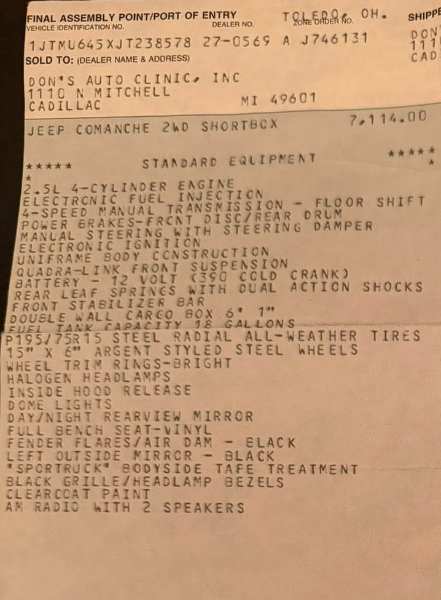 FINAL ASSEMBLY POINT/PORT OF ENTRY TOLEDO, OH. SHIPPE
VEHICLE IDENTIFICATION NO. DEALER NO. ZONE ORDER NO.
1JTMU645XJT238578 27-0569 A J746131 DON'
SOLD TO: (DEALER NAME & ADDRESS) 111
DON'S AUTO CLINIC, INC CAD
1110 N MITCHELL
CADILLAC MI 49601
JEEP COMANCHE 2WD SHORTBOX 7,114.00
***** STANDARD EQUIPMENT *****
*
2.5L 4-CYLINDER ENGINE
ELECTRONIC FUEL INJECTION
4-SPEED MANUAL TRANSMISSION - FLOOR SHIFT
POWER BRAKES-FRNT DISC/REAR DRUM
MANUAL STEERING WITH STEERING DAMPER
ELECTRONIC IGNITION
UNIFRAME BODY CONSTRUCTION
QUADRA-LINK FRONT SUSPENSION
BATTERY - 12 VOLT (390 COLD CRANK)
REAR LEAF SPRINGS WITH DUAL ACTION SHOCKS
FRONT STABILIZER BAR
DOUBLE WALL CARGO BOX 6' 1"
FUEL TANK CAPACITY 18 GALLONS
P195/75R15 STEEL RADIAL ALL-WEATHER TIRES
15" X 6" ARGENT STYLED STEEL WHEELS
WHEEL TRIM RINGS-BRIGHT
HALOGEN HEADLAMPS
INSIDE HOOD RELEASE
DOME LIGHTS
DAY/NIGHT REARVIEW MIRROR
FULL BENCH SEAT-VINYL
FENDER FLARES/AIR DAM - BLACK
LEFT OUTSIDE MIRROR - BLACK
"SPORTRUCK" BODYSIDE TAPE TREATMENT
BLACK GRILLE/HEADLAMP BEZELS
CLEARCOAT PAINT
AM RADIO WITH 2 SPEAKERS